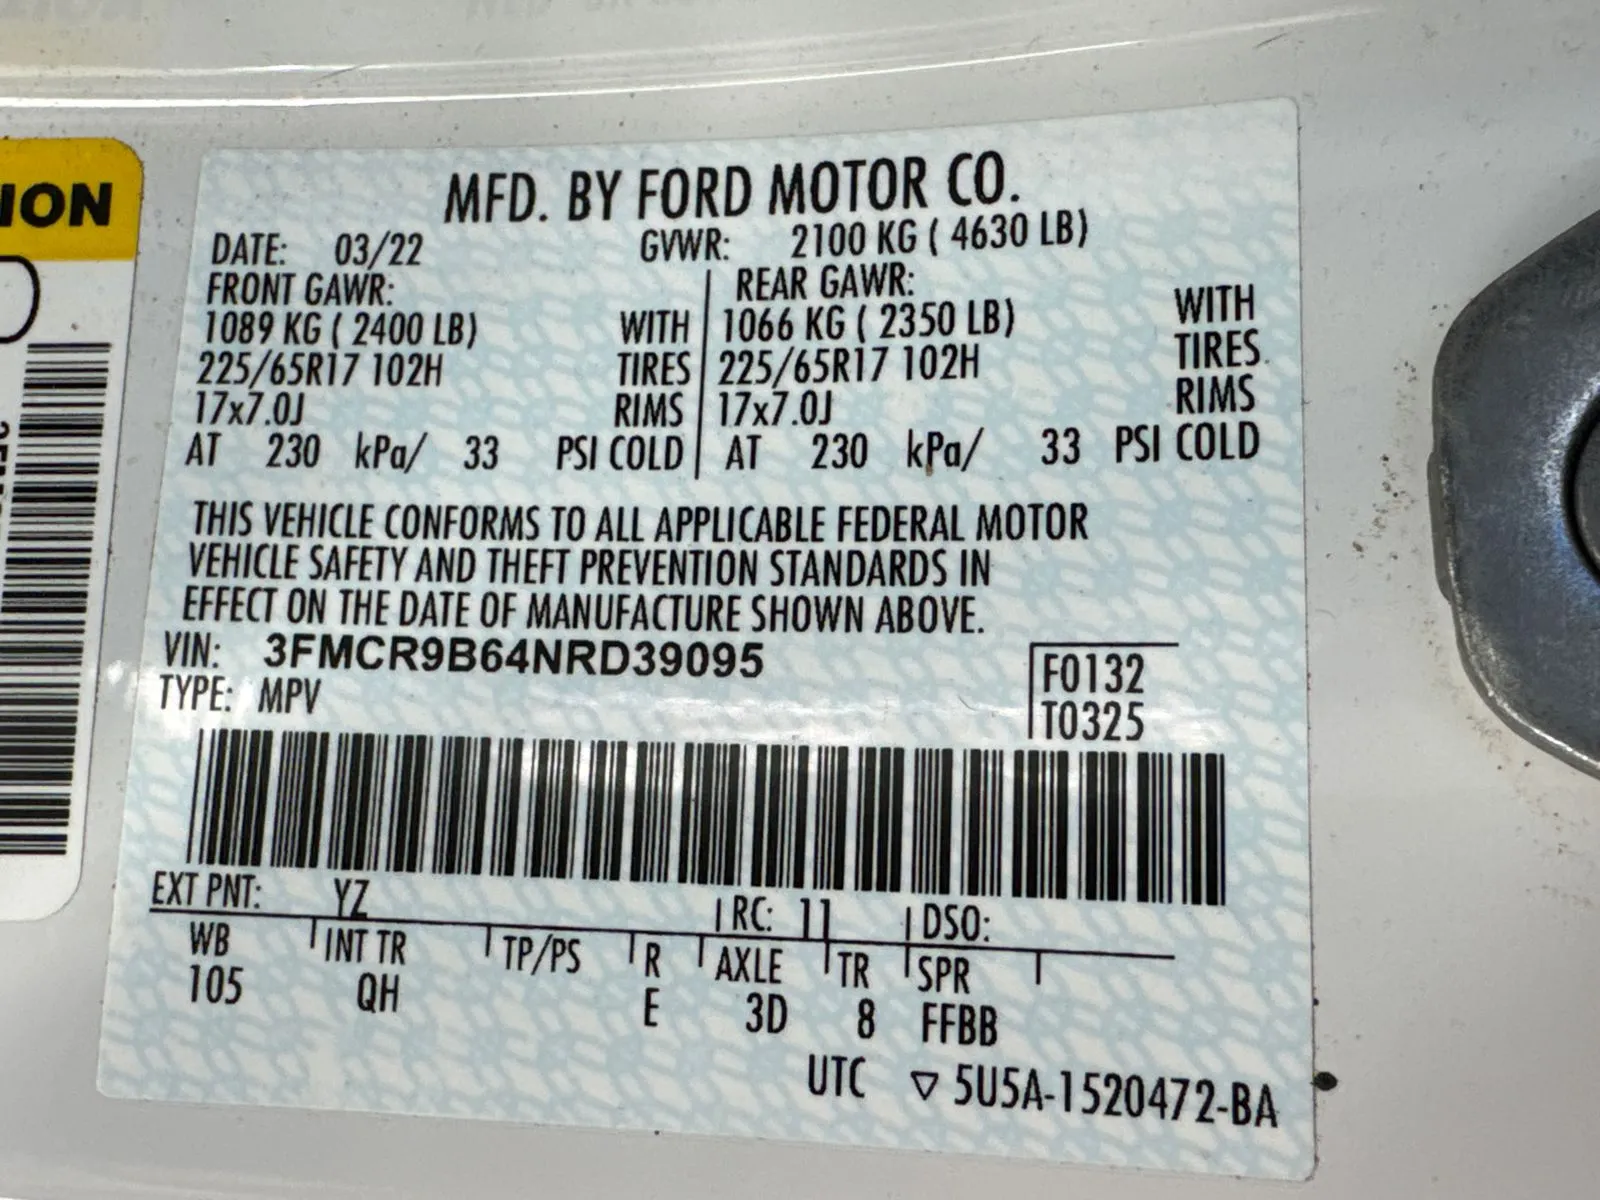 MFD. BY FORD MOTOR CO.
DATE: 03/22 GVWR: 2100 KG ( 4630 LB)
FRONT GAWR: REAR GAWR:
1089 KG ( 2400 LB) WITH 1066 KG ( 2350 LB) WITH
225/65R17 102H TIRES 225/65R17 102H TIRES
17x7.0J RIMS 17x7.0J RIMS
AT 230 kPa/ 33 PSI COLD AT 230 kPa/ 33 PSI COLD
THIS VEHICLE CONFORMS TO ALL APPLICABLE FEDERAL MOTOR
VEHICLE SAFETY AND THEFT PREVENTION STANDARDS IN
EFFECT ON THE DATE OF MANUFACTURE SHOWN ABOVE.
VIN: 3FMCR9B64NRD39095
TYPE: MPV
F0132
T0325
EXT PNT: YZ RC: 11 DSO:
WB INT TR TP/PS R AXLE TR SPR
105 QH E 3D 8 FFBB
UTC ▽ 5U5A-1520472-BA